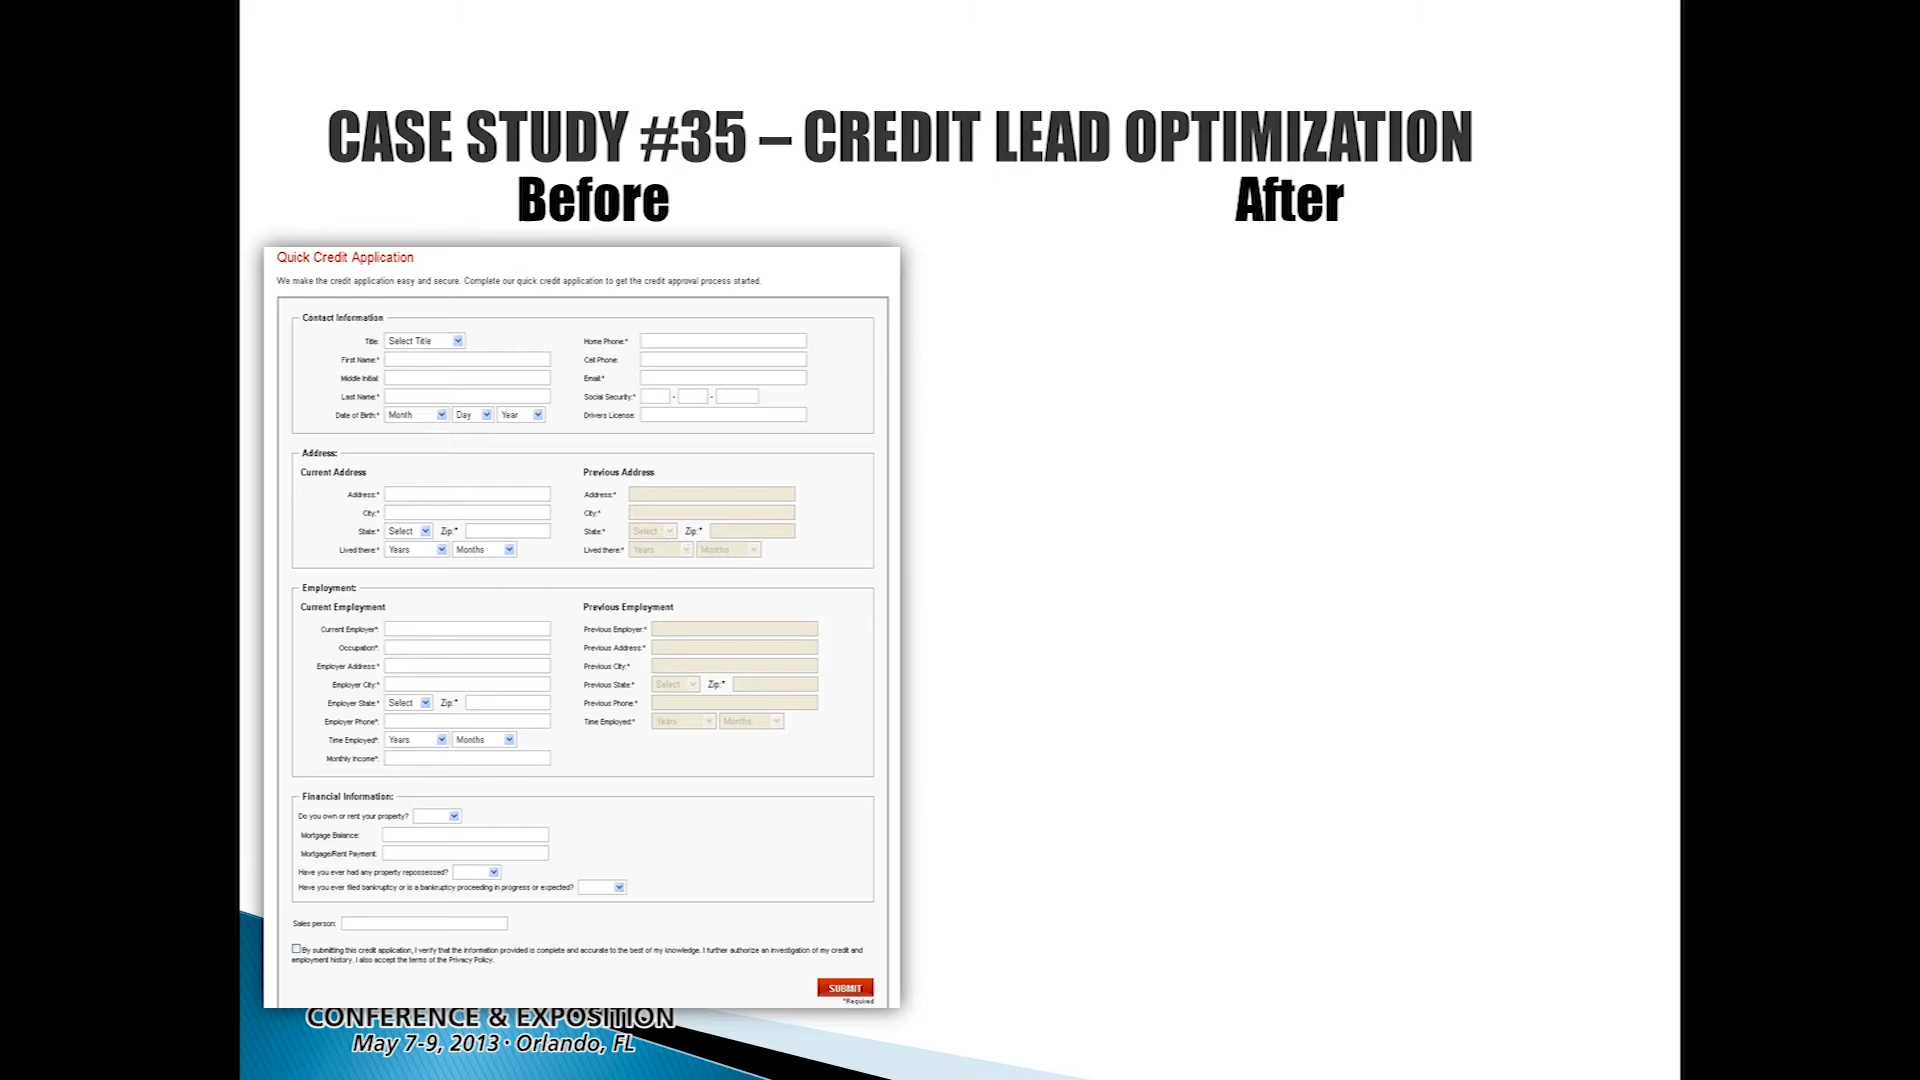 CASE STUDY #35 – CREDIT LEAD OPTIMIZATION
Before After
Quick Credit Application
We make the credit application easy and secure. Complete our quick credit application to get the credit approval process started.
Contact Information
Title: Select Title Home Phone:*
First Name:* Cell Phone:
Middle Initial: Email:*
Last Name:* Social Security:* - -
Date of Birth:* Month Day Year Drivers License:
Address:
Current Address Previous Address
Address:* Address:*
City:* City:*
State:* Select Zip:* State:* Select Zip:*
Lived there:* Years Months Lived there:* Years Months
Employment:
Current Employment Previous Employment
Current Employer*: Previous Employer:*
Occupation*: Previous Address:*
Employer Address:* Previous City:*
Employer City:* Previous State:* Select Zip:*
Employer State:* Select Zip:* Previous Phone:*
Employer Phone:* Time Employed:* Years Months
Time Employed*: Years Months
Monthly Income*:
Financial Information:
Do you own or rent your property?
Mortgage Balance:
Mortgage/Rent Payment:
Have you ever had any property repossessed?
Have you ever filed bankruptcy or is a bankruptcy proceeding in progress or expected?
Sales person:
By submitting this credit application, I verify that the information provided is complete and accurate to the best of my knowledge. I further authorize an investigation of my credit and
employment history. I also accept the terms of the Privacy Policy.
SUBMIT
*Required
CONFERENCE & EXPOSITION
May 7-9, 2013 · Orlando, FL